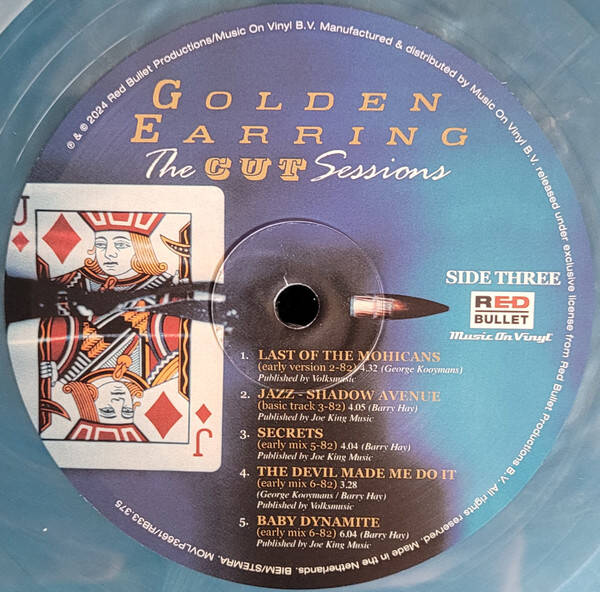 ℗ & © 2024 Red Bullet Productions/Music On Vinyl B.V. Manufactured & distributed by Music On Vinyl B.V. released under exclusive license from Red Bullet Productions B.V. All rights reserved. Made in the Netherlands. BIEM/STEMRA. MOVLP3661/RB33.375
GOLDEN
EARRING
The CUT Sessions
J
SIDE THREE
RED
BULLET
Music On Vinyl
1. LAST OF THE MOHICANS
(early version 2-82) 4.32 (George Kooymans)
Published by Volksmusic
2. JAZZ - SHADOW AVENUE
(basic track 3-82) 4.05 (Barry Hay)
Published by Joe King Music
3. SECRETS
(early mix 5-82) 4.04 (Barry Hay)
Published by Joe King Music
4. THE DEVIL MADE ME DO IT
(early mix 6-82) 3.28
(George Kooymans / Barry Hay)
Published by Volksmusic
5. BABY DYNAMITE
(early mix 6-82) 6.04 (Barry Hay)
Published by Joe King Music
J